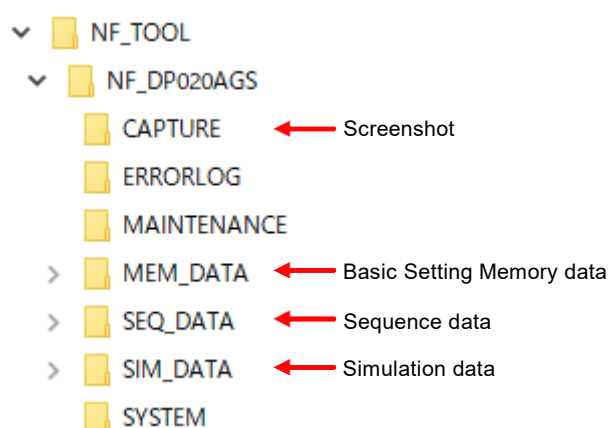 NF_TOOL
NF_DP020AGS
CAPTURE Screenshot
ERRORLOG
MAINTENANCE
MEM_DATA Basic Setting Memory data
SEQ_DATA Sequence data
SIM_DATA Simulation data
SYSTEM